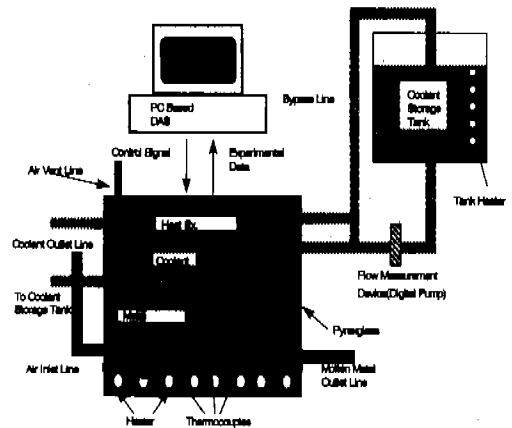 PC Based
DAS
Bypass Line
Coolant
Storage
Tank
Control Signal
Experimental
Data
Air Vent Line
Tank Heater
Heat Ex.
Coolant Outlet Line
Coolant
Flow Measurement
Device(Digital Pump)
To Coolant
Storage Tank
Metal
Pyrexglass
Air Inlet Line
Molten Metal
Outlet Line
Heater
Thermocouples